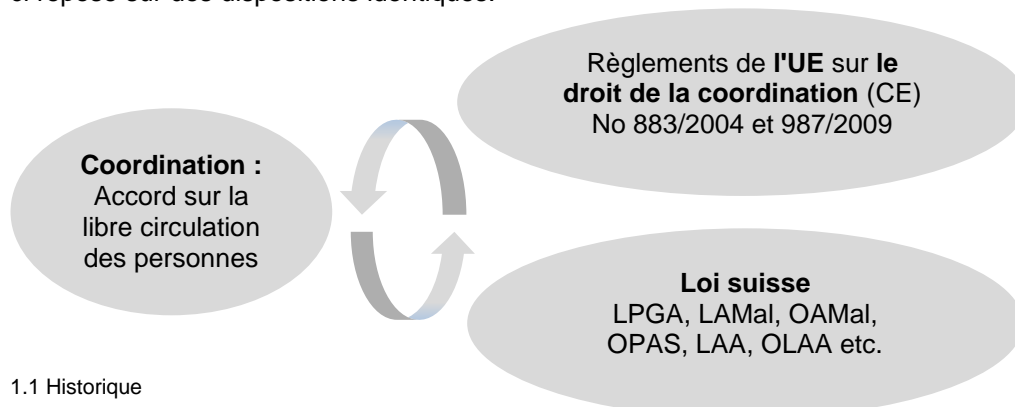 Règlements de l'UE sur le
droit de la coordination (CE)
No 883/2004 et 987/2009
Coordination :
Accord sur la
libre circulation
des personnes
Loi suisse
LPGA, LAMal, OAMal,
OPAS, LAA, OLAA etc.
1.1 Historique